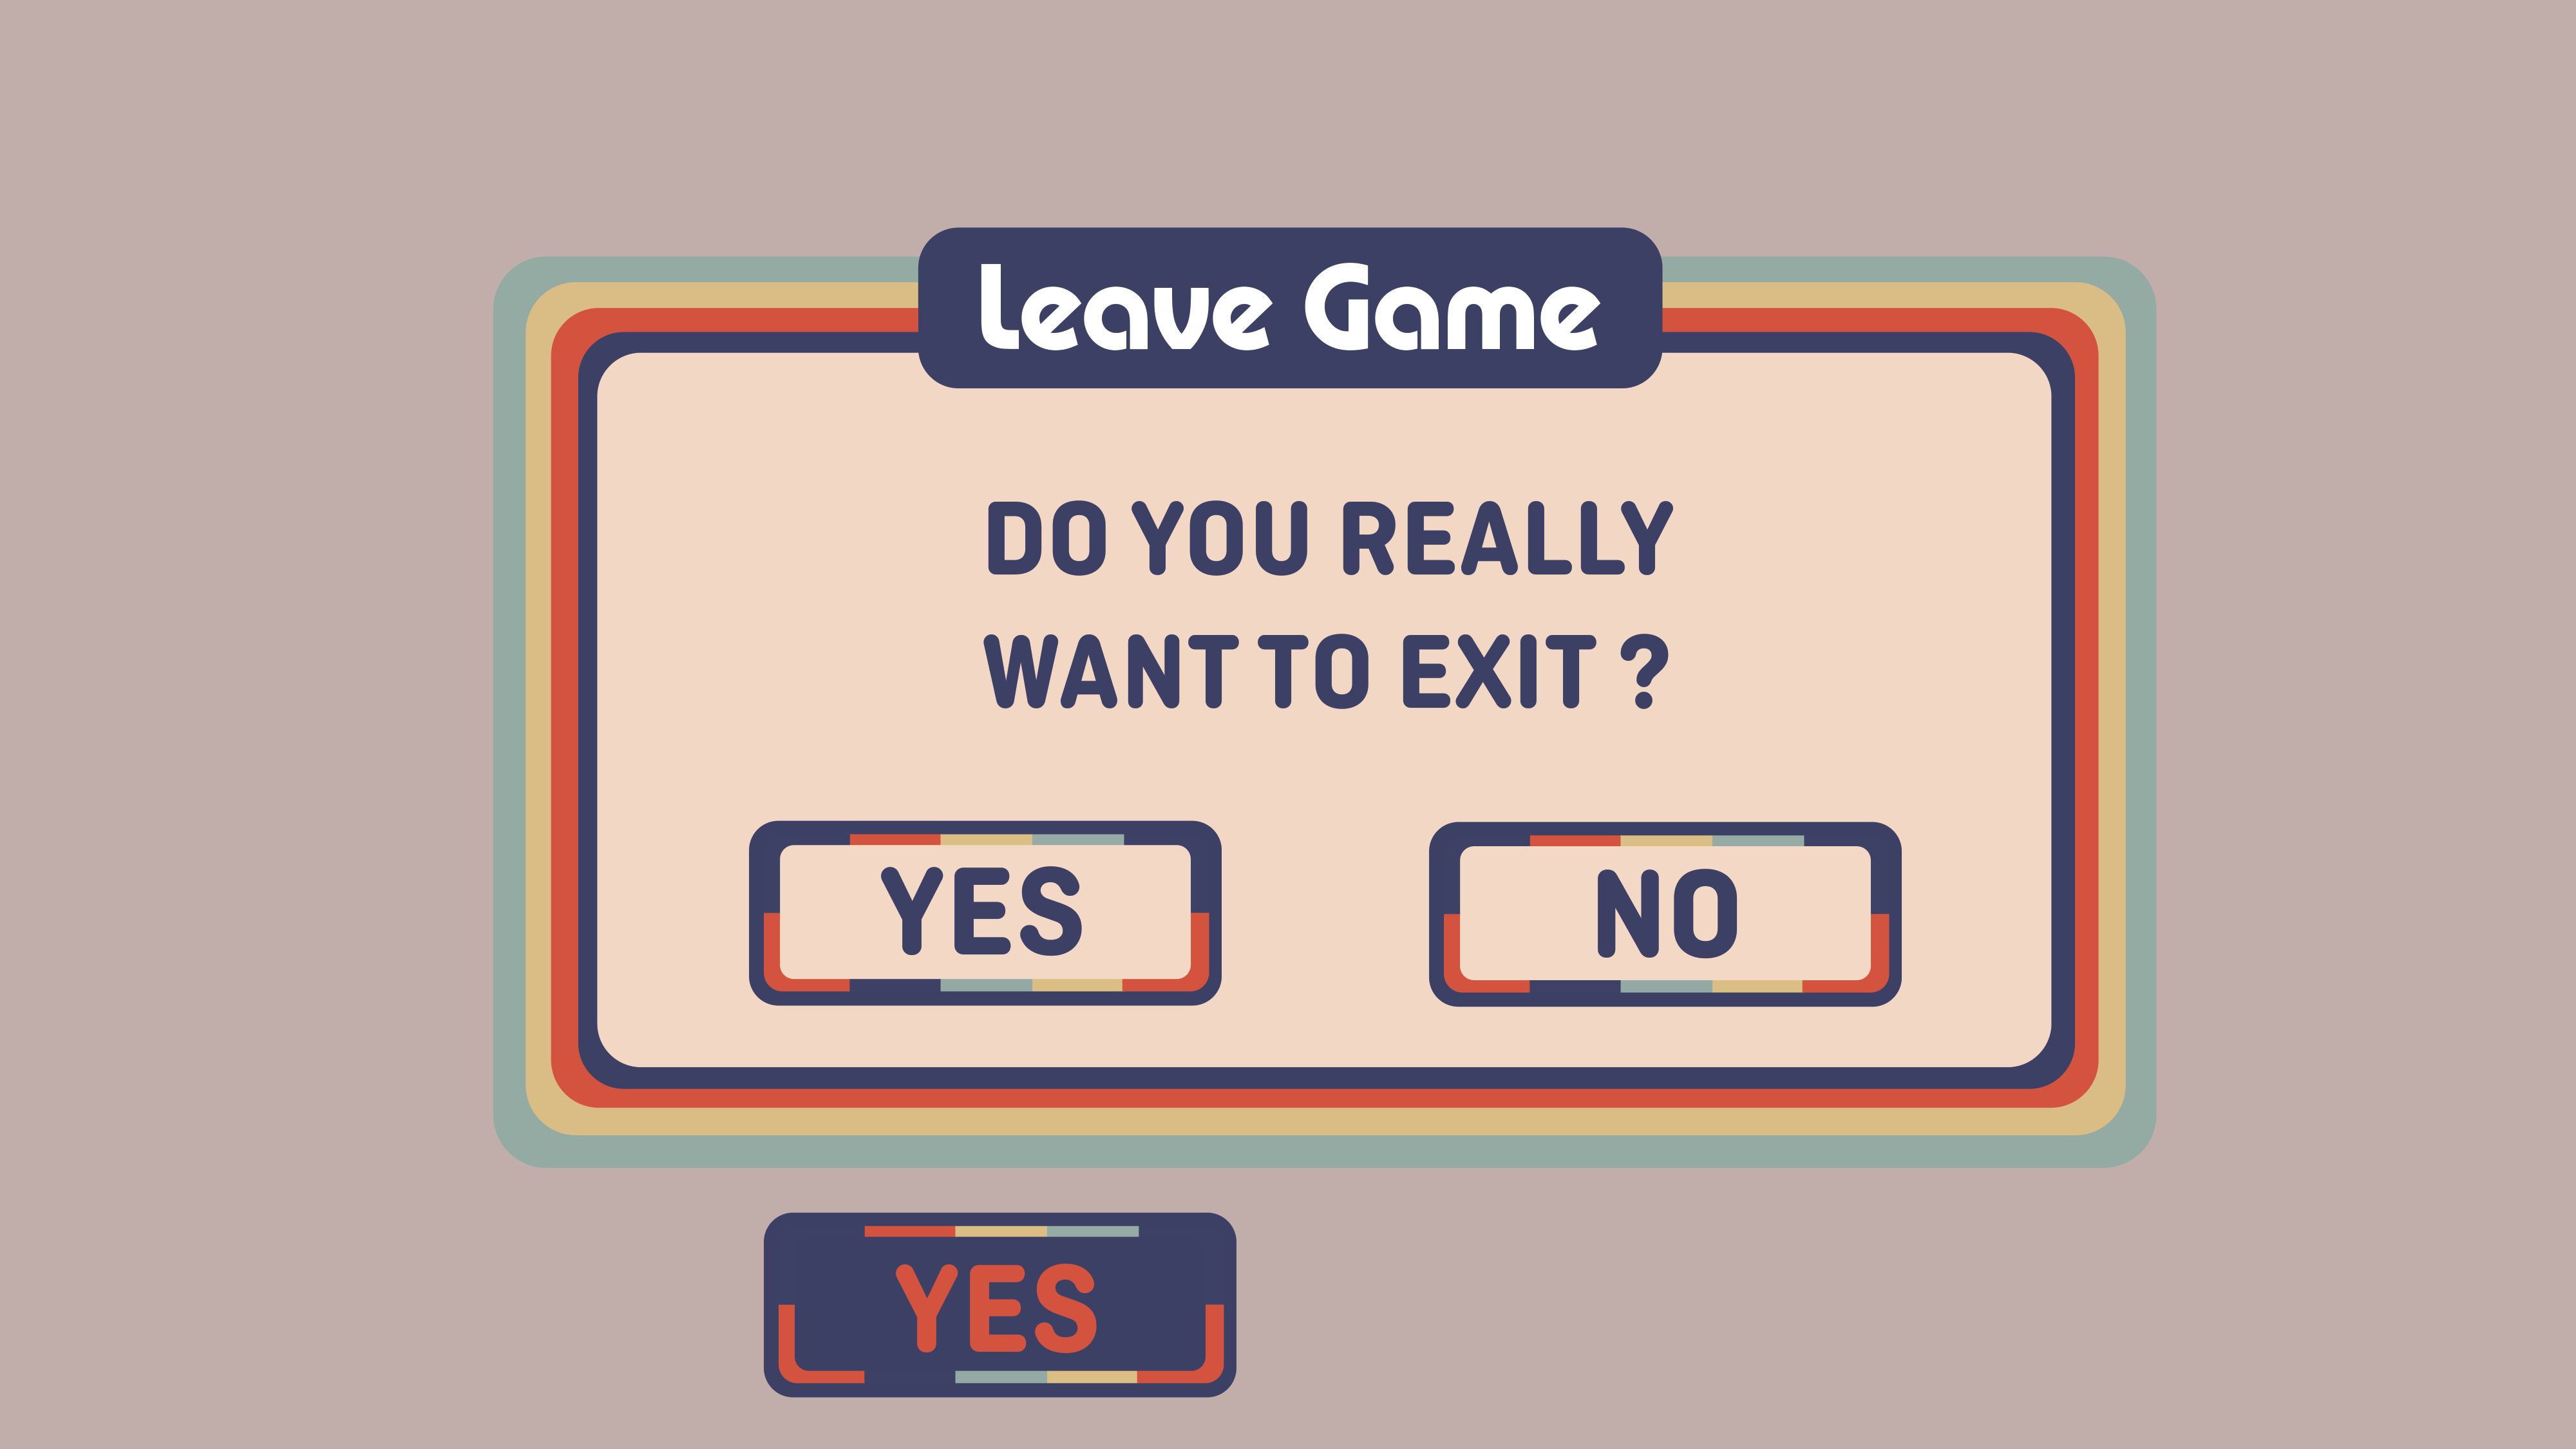 Leave Game
DO YOU REALLY
WANT TO EXIT ?
YES
NO
YES